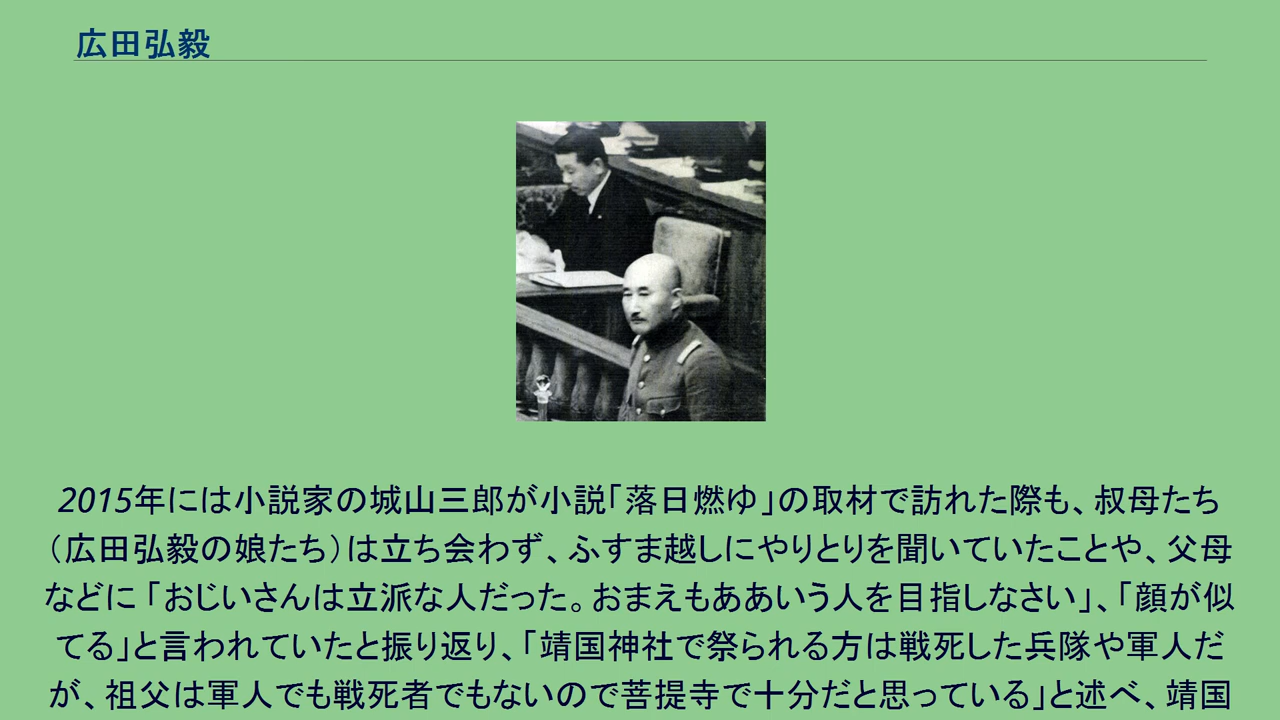 広田弘毅
2015年には小説家の城山三郎が小説「落日燃ゆ」の取材で訪れた際も、叔母たち
（広田弘毅の娘たち）は立ち会わず、ふすま越しにやりとりを聞いていたことや、父母
などに「おじいさんは立派な人だった。おまえもああいう人を目指しなさい」、「顔が似
てる」と言われていたと振り返り、「靖国神社で祭られる方は戦死した兵隊や軍人だ
が、祖父は軍人でも戦死者でもないので菩提寺で十分だと思っている」と述べ、靖国